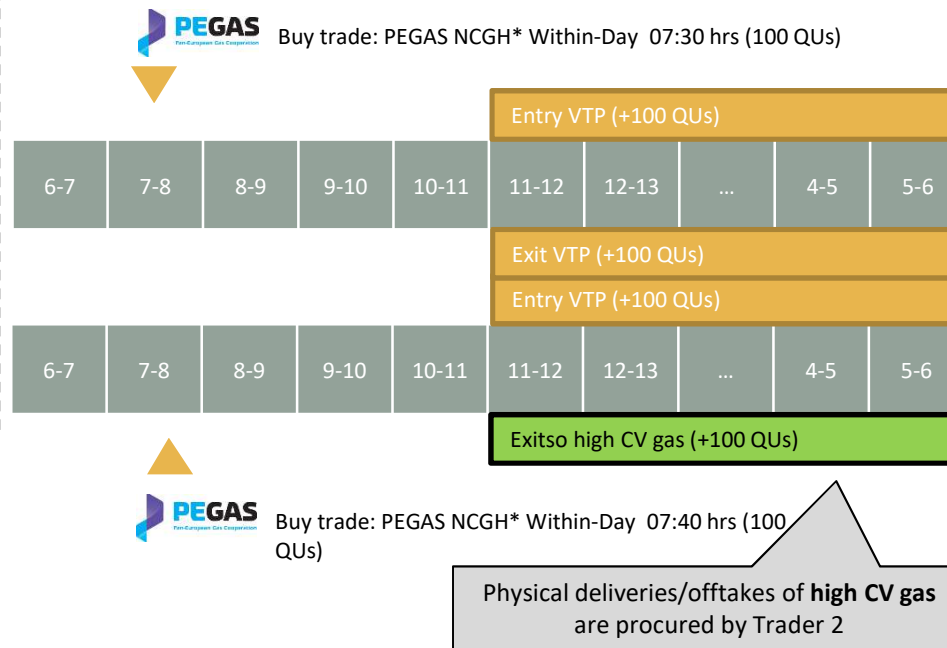 PEGAS
Pan-European Gas Cooperation
Buy trade: PEGAS NCGH* Within-Day 07:30 hrs (100 QUs)
Entry VTP (+100 QUs)
6-7 7-8 8-9 9-10 10-11 11-12 12-13 ... 4-5 5-6
Exit VTP (+100 QUs)
Entry VTP (+100 QUs)
6-7 7-8 8-9 9-10 10-11 11-12 12-13 ... 4-5 5-6
Exitso high CV gas (+100 QUs)
PEGAS
Pan-European Gas Cooperation
Buy trade: PEGAS NCGH* Within-Day 07:40 hrs (100
QUs)
Physical deliveries/offtakes of high CV gas
are procured by Trader 2